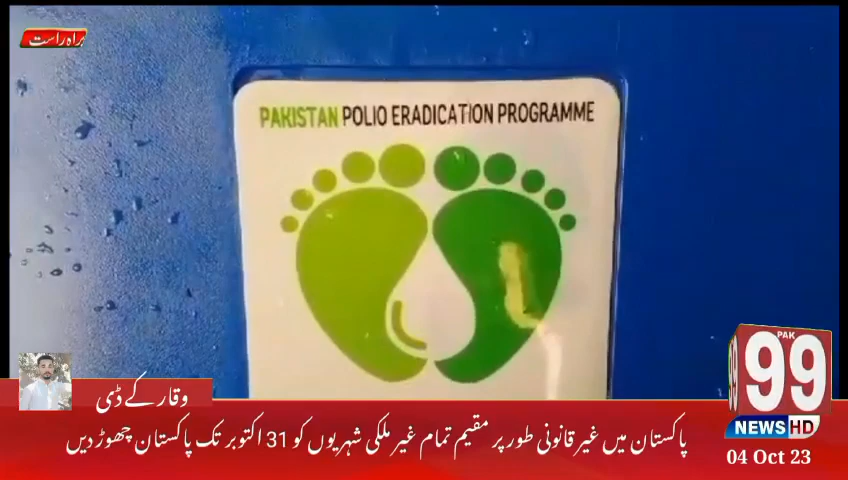 براہ راست
PAKISTAN POLIO ERADICATION PROGRAMME
PAK
99
99
NEWS HD
وقار کے ڈی
پاکستان میں غیر قانونی طور پر مقیم تمام غیر ملکی شہریوں کو 31 اکتوبر تک پاکستان چھوڑ دیں
04 Oct 23